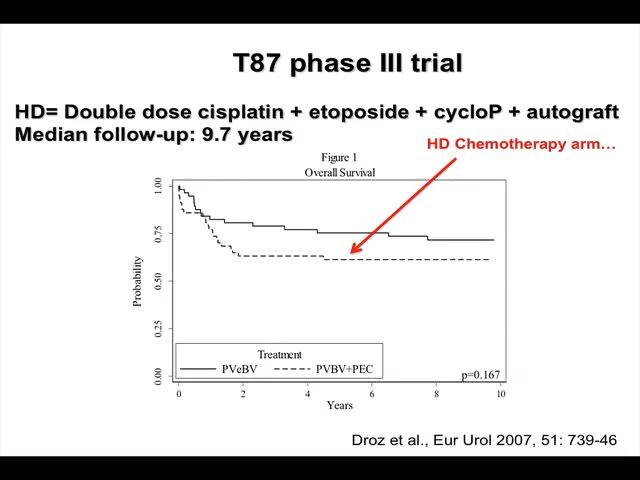 T87 phase III trial
HD= Double dose cisplatin + etoposide + cycloP + autograft
Median follow-up: 9.7 years
HD Chemotherapy arm…
Figure 1
Overall Survival
1.00
0.75
0.50
0.25
0.00
Probability
Treatment
PVeBV
PVBV+PEC
p=0.167
0 2 4 6 8 10
Years
Droz et al., Eur Urol 2007, 51: 739-46